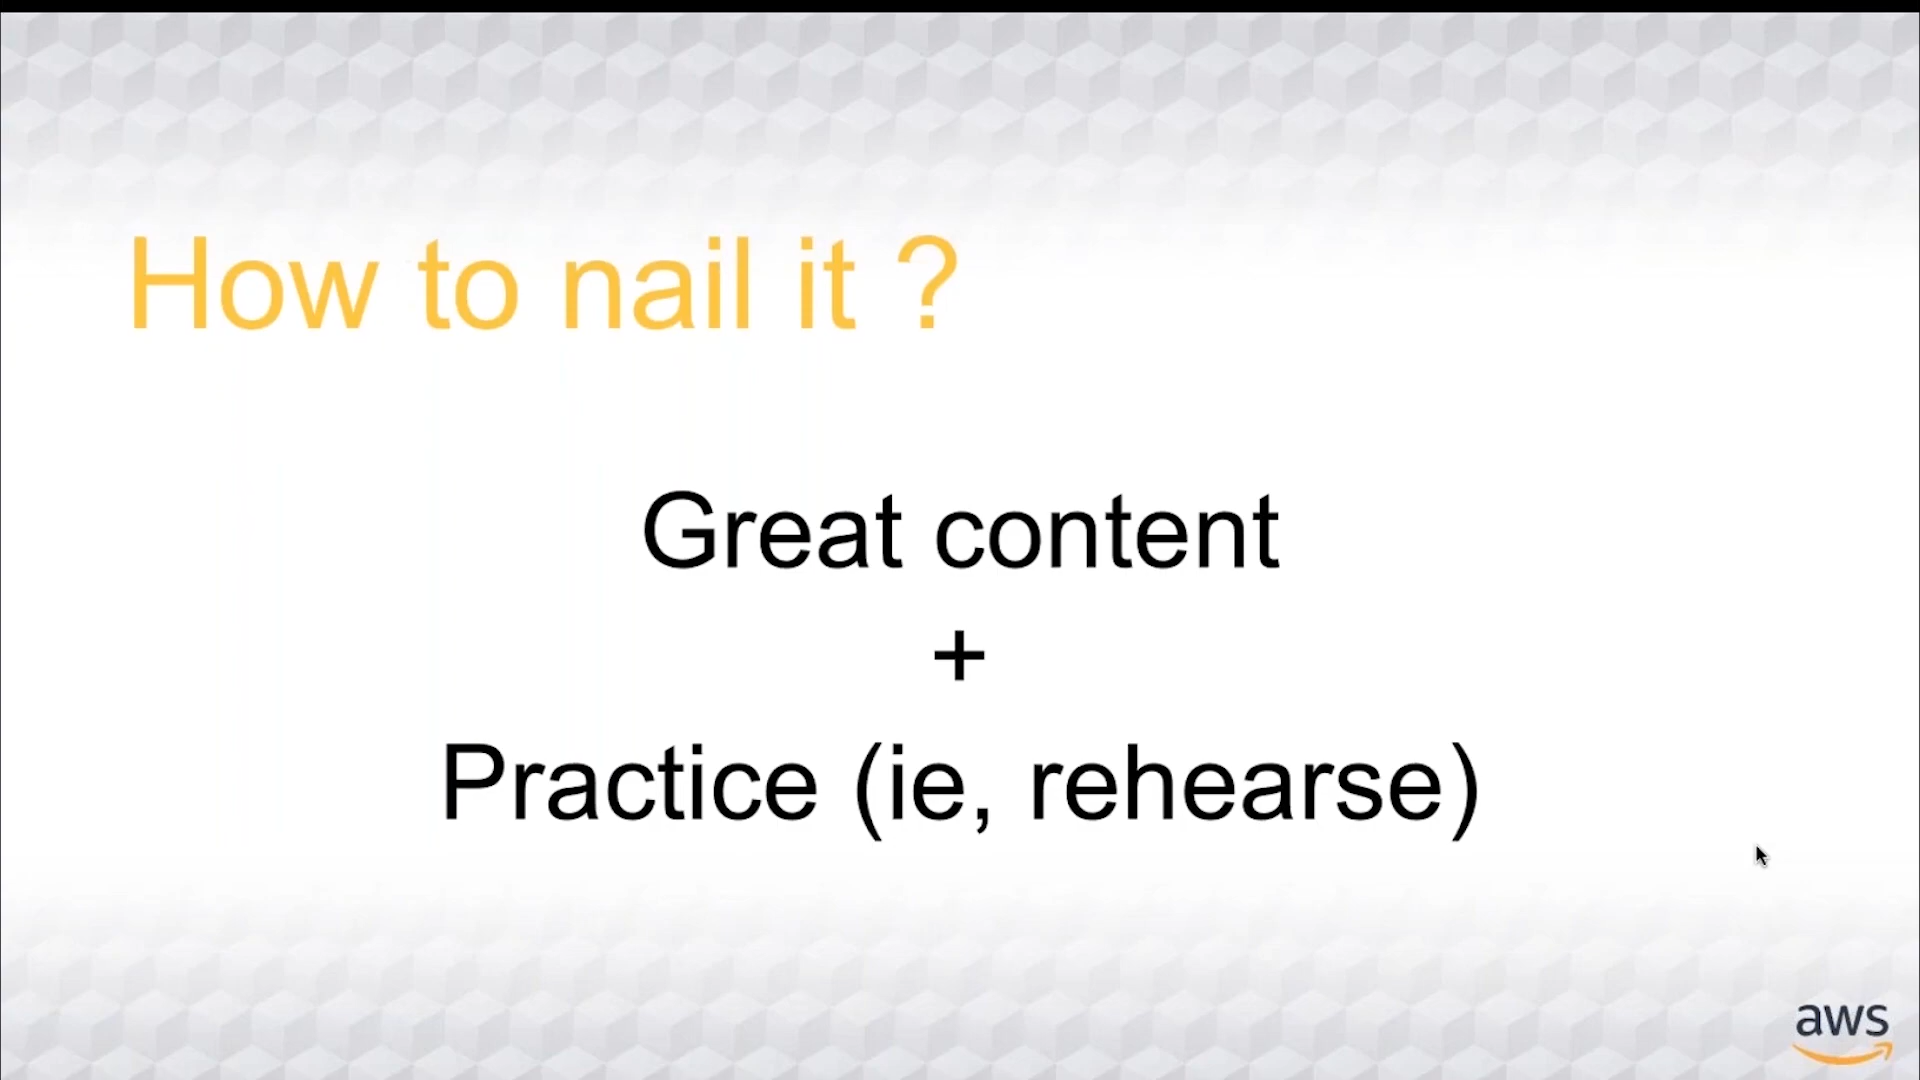 How to nail it ?
Great content
+
Practice (ie, rehearse)
aws